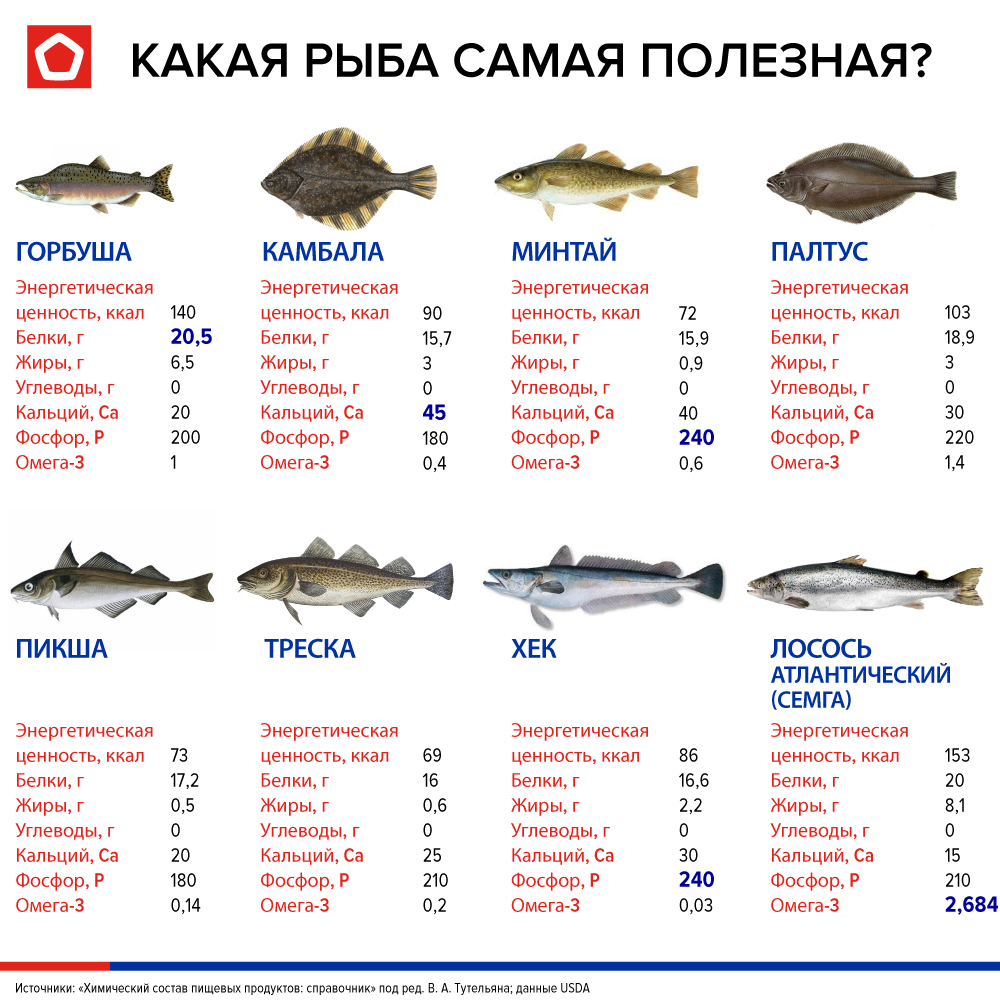 КАКАЯ РЫБА САМАЯ ПОЛЕЗНАЯ?
ГОРБУША
Энергетическая
ценность, ккал 140
Белки, г 20,5
Жиры, г 6,5
Углеводы, г 0
Кальций, Ca 20
Фосфор, P 200
Омега-3 1
КАМБАЛА
Энергетическая
ценность, ккал 90
Белки, г 15,7
Жиры, г 3
Углеводы, г 0
Кальций, Ca 45
Фосфор, P 180
Омега-3 0,4
МИНТАЙ
Энергетическая
ценность, ккал 72
Белки, г 15,9
Жиры, г 0,9
Углеводы, г 0
Кальций, Ca 40
Фосфор, P 240
Омега-3 0,6
ПАЛТУС
Энергетическая
ценность, ккал 103
Белки, г 18,9
Жиры, г 3
Углеводы, г 0
Кальций, Ca 30
Фосфор, P 220
Омега-3 1,4
ПИКША
Энергетическая
ценность, ккал 73
Белки, г 17,2
Жиры, г 0,5
Углеводы, г 0
Кальций, Ca 20
Фосфор, P 180
Омега-3 0,14
ТРЕСКА
Энергетическая
ценность, ккал 69
Белки, г 16
Жиры, г 0,6
Углеводы, г 0
Кальций, Ca 25
Фосфор, P 210
Омега-3 0,2
ХЕК
Энергетическая
ценность, ккал 86
Белки, г 16,6
Жиры, г 2,2
Углеводы, г 0
Кальций, Ca 30
Фосфор, P 240
Омега-3 0,03
ЛОСОСЬ
АТЛАНТИЧЕСКИЙ
(СЕМГА)
Энергетическая
ценность, ккал 153
Белки, г 20
Жиры, г 8,1
Углеводы, г 0
Кальций, Ca 15
Фосфор, P 210
Омега-3 2,684
Источники: «Химический состав пищевых продуктов: справочник» под ред. В. А. Тутельяна; данные USDA